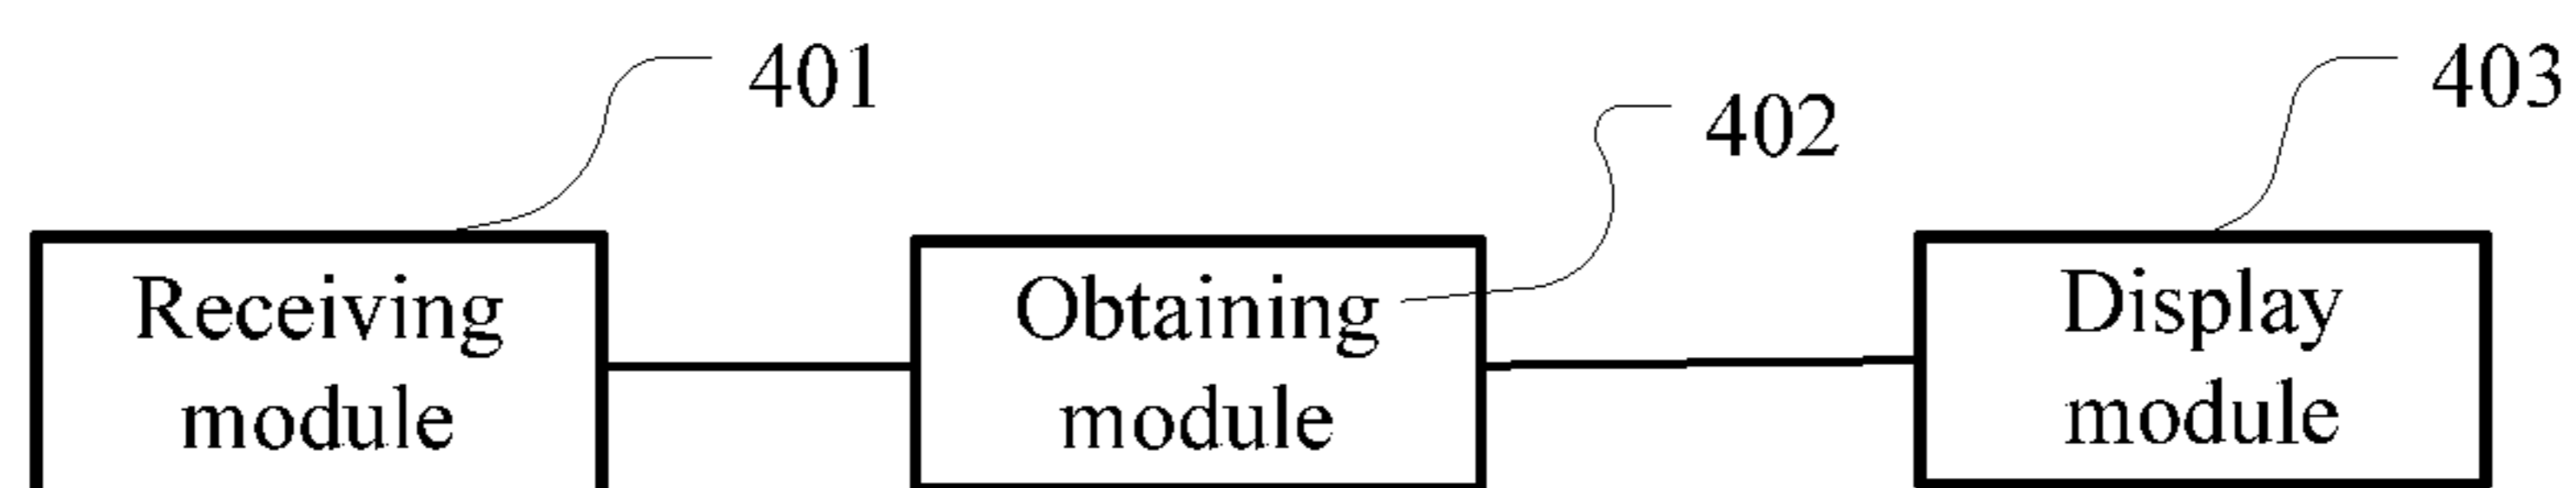 401
402
403
Receiving
module
Obtaining
module
Display
module